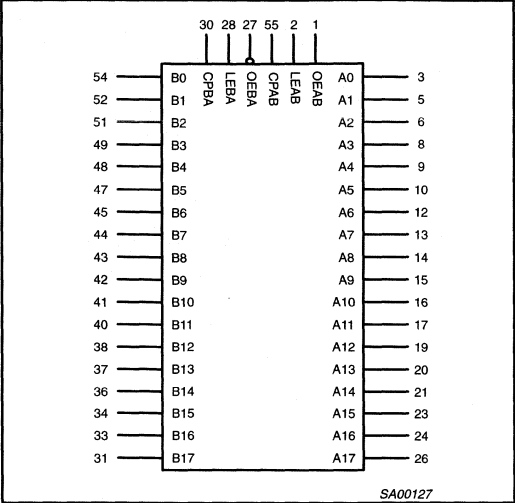 30 28 27 55 2 1
CPBA LEBA OEBA CPAB LEAB OEAB
54 B0 A0 3
52 B1 A1 5
51 B2 A2 6
49 B3 A3 8
48 B4 A4 9
47 B5 A5 10
45 B6 A6 12
44 B7 A7 13
43 B8 A8 14
42 B9 A9 15
41 B10 A10 16
40 B11 A11 17
38 B12 A12 19
37 B13 A13 20
36 B14 A14 21
34 B15 A15 23
33 B16 A16 24
31 B17 A17 26
SA00127